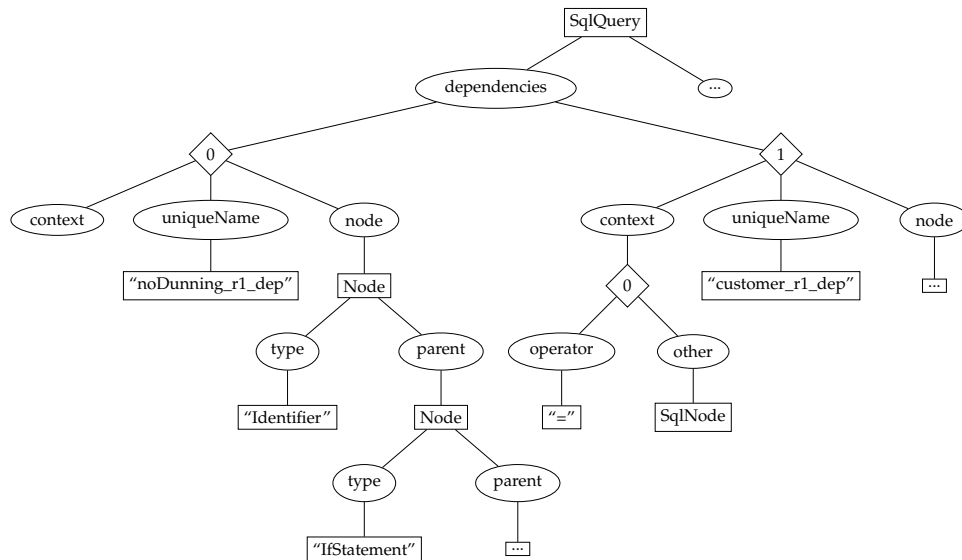 SqlQuery
dependencies
...
0
1
context
uniqueName
node
context
uniqueName
node
“noDunning_r1_dep”
Node
0
“customer_r1_dep”
...
type
parent
operator
other
“Identifier”
Node
“=”
SqlNode
type
parent
“IfStatement”
...